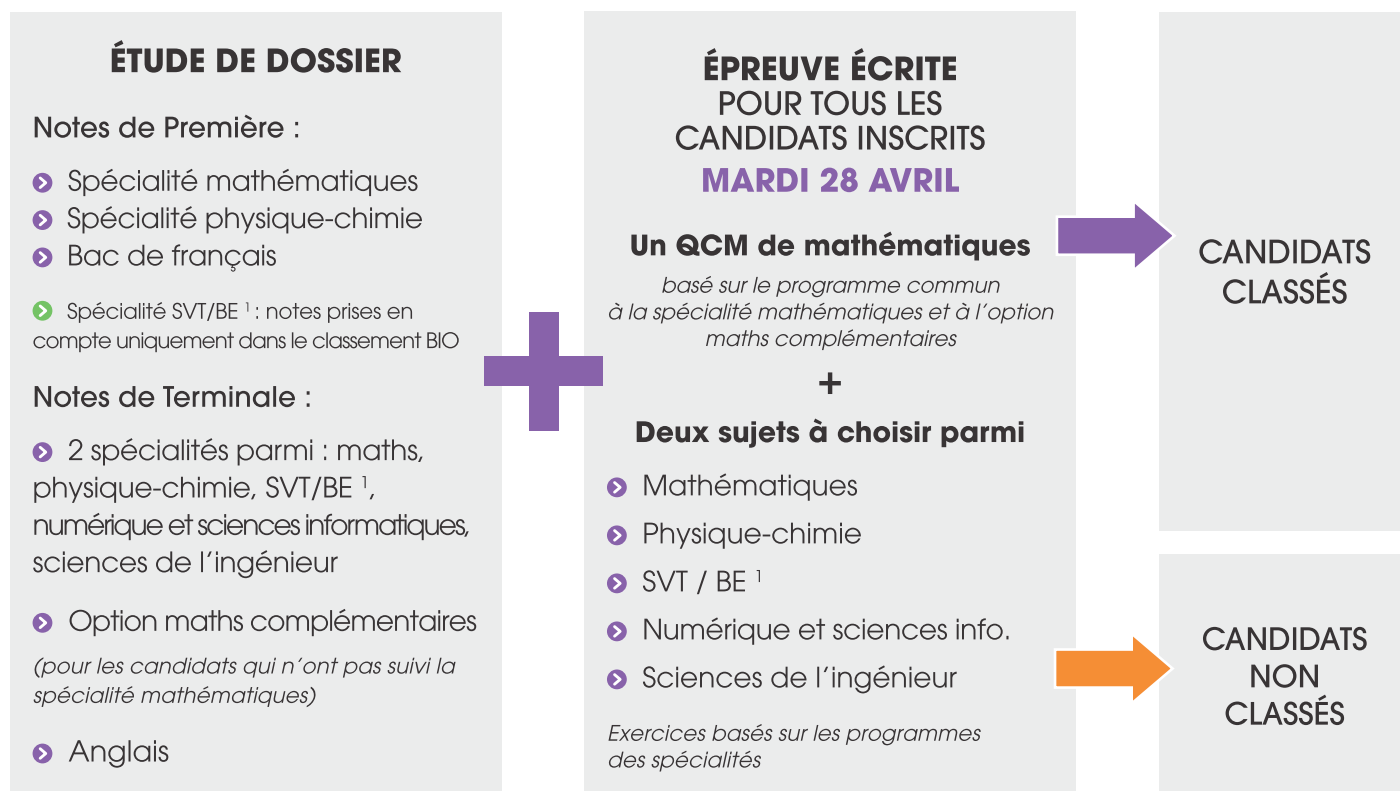 ÉTUDE DE DOSSIER
Notes de Première :
Spécialité mathématiques
Spécialité physique-chimie
Bac de français
Spécialité SVT/BE ¹ : notes prises en
compte uniquement dans le classement BIO
Notes de Terminale :
2 spécialités parmi : maths,
physique-chimie, SVT/BE ¹,
numérique et sciences informatiques,
sciences de l’ingénieur
Option maths complémentaires
(pour les candidats qui n’ont pas suivi la
spécialité mathématiques)
Anglais
ÉPREUVE ÉCRITE
POUR TOUS LES
CANDIDATS INSCRITS
MARDI 28 AVRIL
Un QCM de mathématiques
basé sur le programme commun
à la spécialité mathématiques et à l’option
maths complémentaires
+
Deux sujets à choisir parmi
Mathématiques
Physique-chimie
SVT / BE ¹
Numérique et sciences info.
Sciences de l’ingénieur
Exercices basés sur les programmes
des spécialités
CANDIDATS
CLASSÉS
CANDIDATS
NON
CLASSÉS